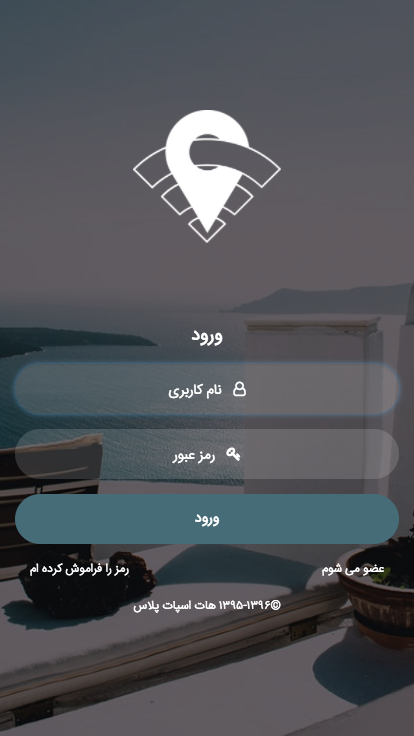 ورود
نام کاربری
رمز عبور
ورود
عضو می شوم
رمز را فراموش کرده ام
©۱۳۹۵-۱۳۹۶ هات اسپات پلاس